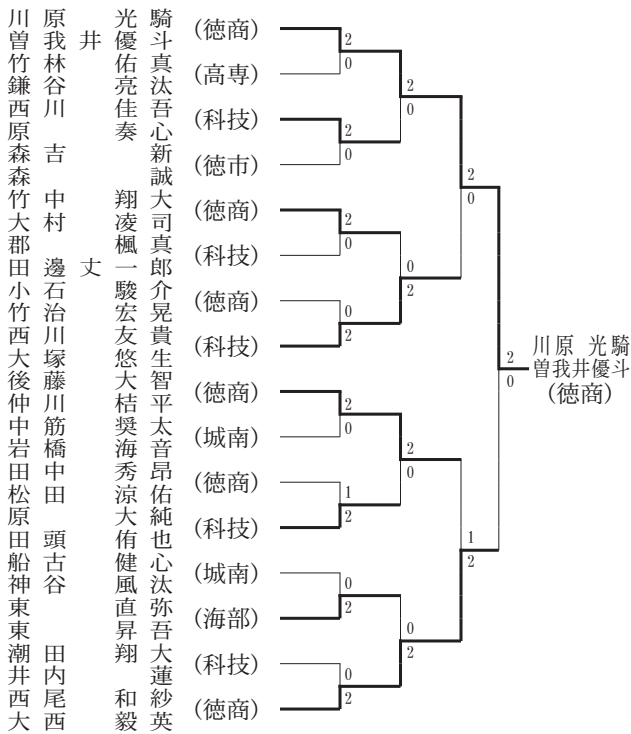 川原 光騎
曽我井優斗 (徳商)
竹林 佑真
鎌谷 亮汰 (高専)
西川 佳吾
原 奏心 (科技)
森吉 新
森 誠 (徳市)
竹中 翔大
大村 凌司 (徳商)
郡 楓真
田邊丈一郎 (科技)
小石 駿介
竹治 宏晃 (徳商)
西川 友貴
大塚 悠生 (科技)
後藤 大智
仲川 桔平 (徳商)
中筋 奨太
岩橋 海音 (城南)
田中 秀昂
松田 涼佑 (徳商)
原 大純
田頭 侑也 (科技)
船古 健心
神谷 風汰 (城南)
東 直弥
東 昇吾 (海部)
潮田 翔大
井内 蓮 (科技)
西尾 和紗
大西 毅英 (徳商)
2
0
2
0
2
0
0
2
2
0
1
2
0
2
0
2
2
0
0
2
2
0
0
2
2
0
1
2
2
0
川原 光騎
曽我井優斗
(徳商)